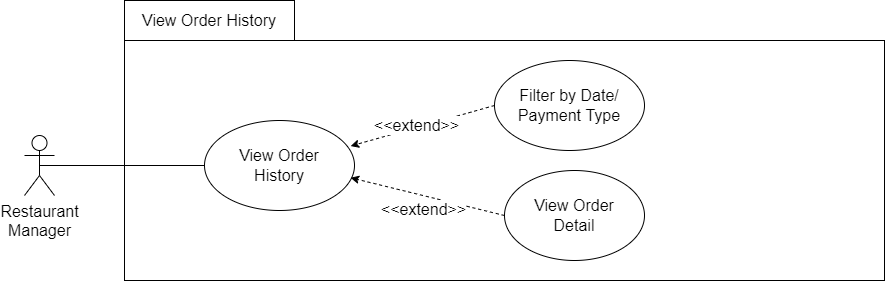 View Order History
Filter by Date/
Payment Type
<<extend>>
View Order
History
View Order
Detail
<<extend>>
Restaurant
Manager